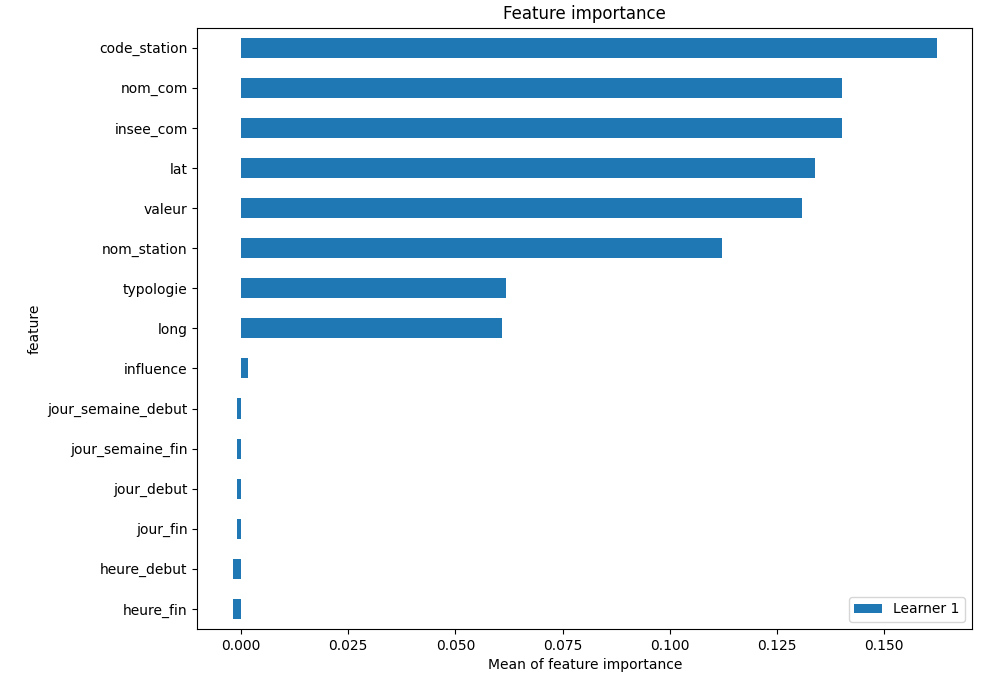 Feature importance
code_station
nom_com
insee_com
lat
valeur
nom_station
typologie
long
influence
jour_semaine_debut
jour_semaine_fin
jour_debut
jour_fin
heure_debut
heure_fin
feature
Learner 1
0.000 0.025 0.050 0.075 0.100 0.125 0.150
Mean of feature importance